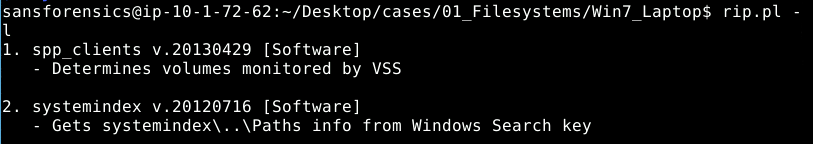 sansforensics@ip-10-1-72-62:~/Desktop/cases/01_Filesystems/Win7_Laptop$ rip.pl -
l
1. spp_clients v.20130429 [Software]
   - Determines volumes monitored by VSS

2. systemindex v.20120716 [Software]
   - Gets systemindex\..\Paths info from Windows Search key